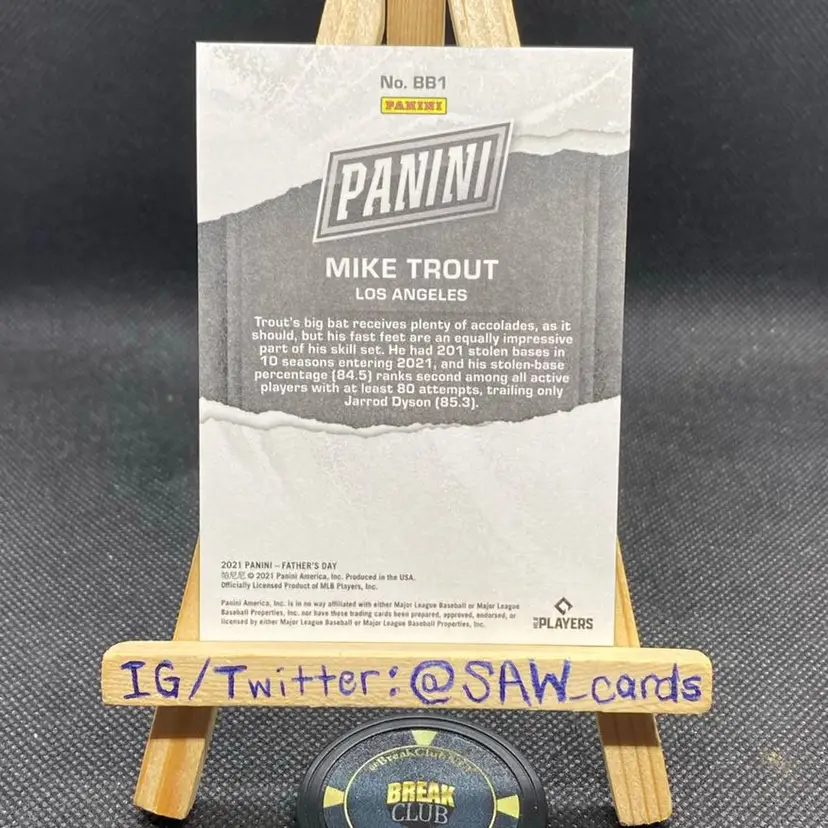 No. BB1
PANINI
PANINI
MIKE TROUT
LOS ANGELES
Trout's big bat receives plenty of accolades, as it
should, but his fast feet are an equally impressive
part of his skill set. He had 201 stolen bases in
10 seasons entering 2021, and his stolen-base
percentage (84.5) ranks second among all active
players with at least 80 attempts, trailing only
Jarrod Dyson (85.3).
2021 PANINI – FATHER'S DAY
帕尼尼 © 2021 Panini America, Inc. Produced in the USA.
Officially Licensed Product of MLB Players, Inc.
Panini America, Inc. is in no way affiliated with either Major League Baseball or Major League
Baseball Properties, Inc. nor have these trading cards been prepared, approved, endorsed, or
licensed by either Major League Baseball or Major League Baseball Properties, Inc.
MLB PLAYERS
IG/Twitter: @SAW_cards
BREAK
CLUB